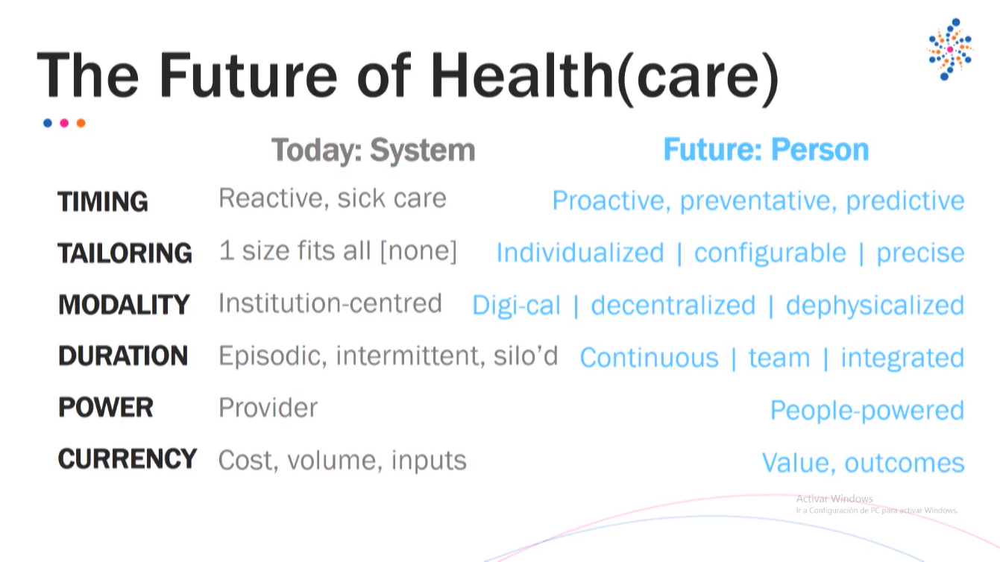 The Future of Health(care)
Today: System Future: Person
TIMING Reactive, sick care Proactive, preventative, predictive
TAILORING 1 size fits all [none] Individualized | configurable | precise
MODALITY Institution-centred Digi-cal | decentralized | dephysicalized
DURATION Episodic, intermittent, silo’d Continuous | team | integrated
POWER Provider People-powered
CURRENCY Cost, volume, inputs Value, outcomes
Activar Windows
Ir a Configuración de PC para activar Windows.